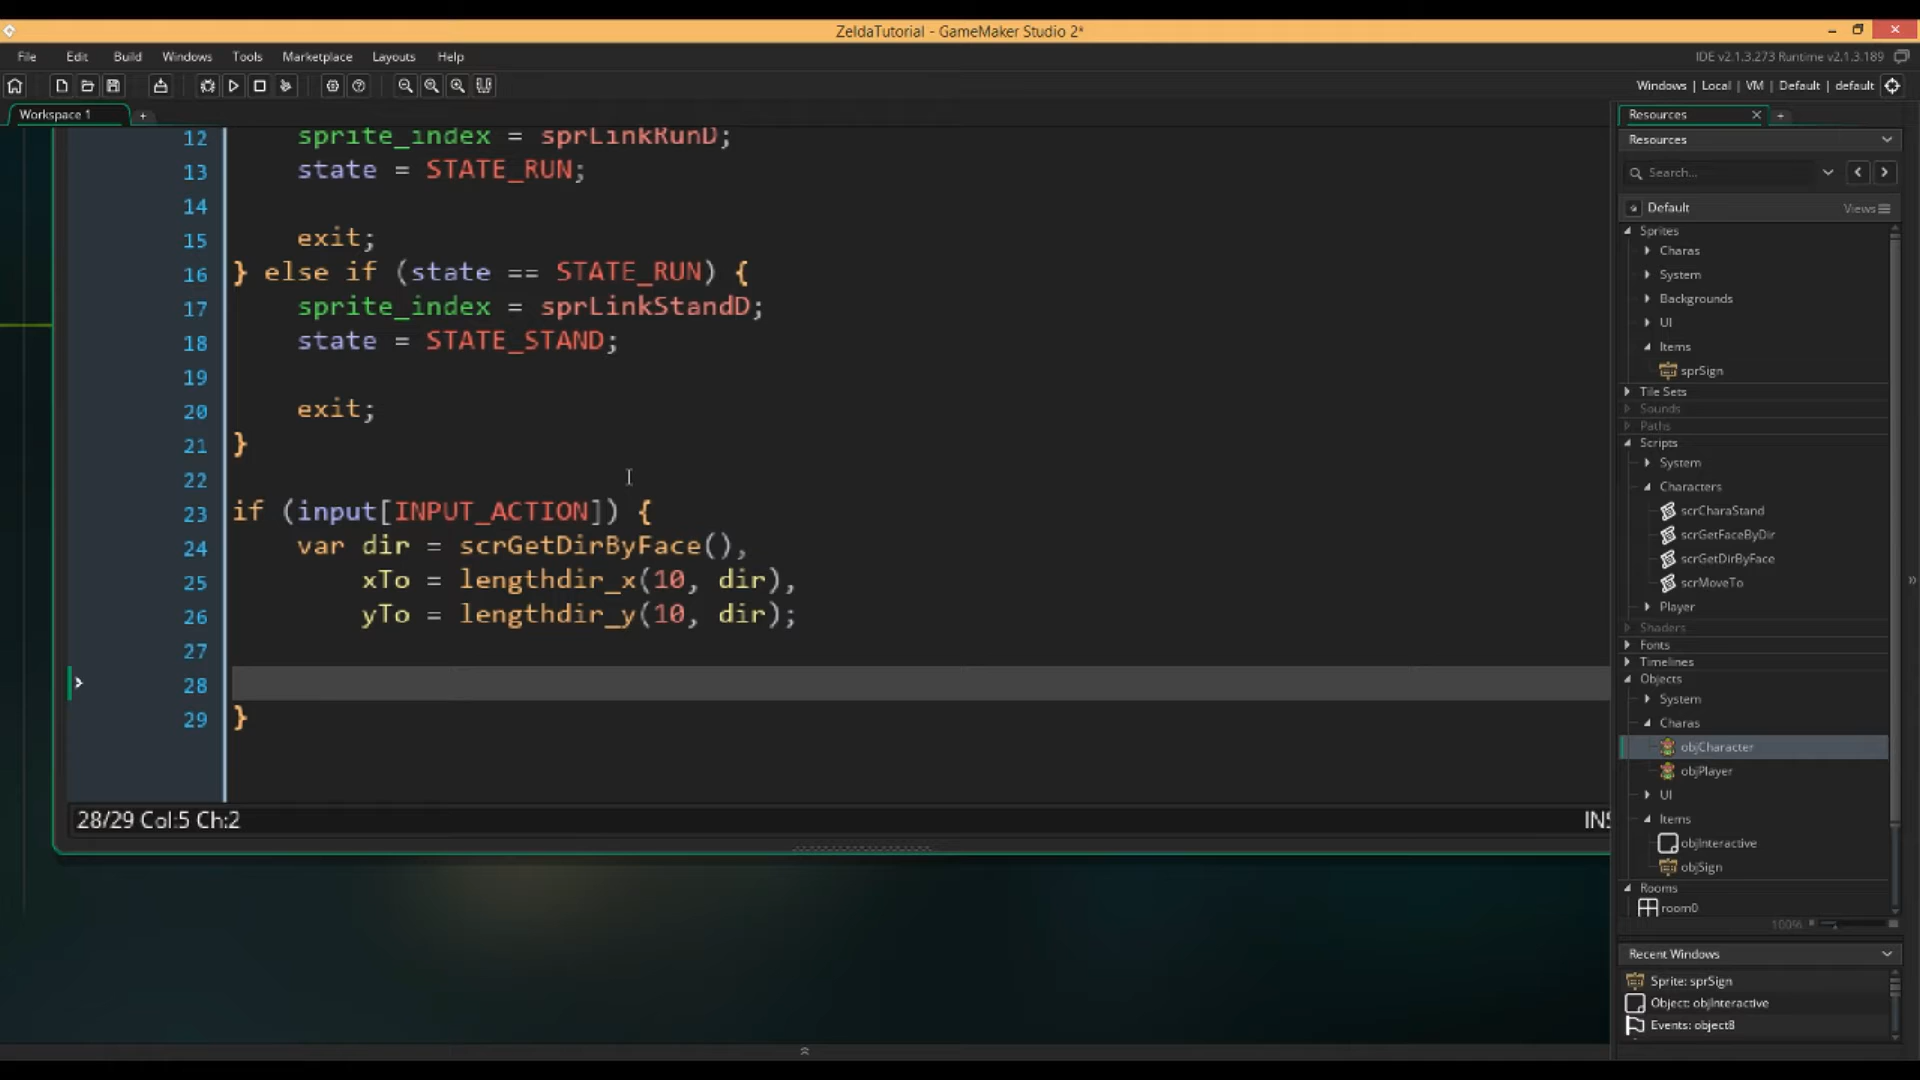 ZeldaTutorial - GameMaker Studio 2*
File Edit Build Windows Tools Marketplace Layouts Help
IDE v2.1.3.273 Runtime v2.1.3.189
Windows | Local | VM | Default | default
Workspace 1
12 sprite_index = sprLinkRunD;
13 state = STATE_RUN;
14
15 exit;
16 } else if (state == STATE_RUN) {
17 sprite_index = sprLinkStandD;
18 state = STATE_STAND;
19
20 exit;
21 }
22
23 if (input[INPUT_ACTION]) {
24 var dir = scrGetDirByFace(),
25 xTo = lengthdir_x(10, dir),
26 yTo = lengthdir_y(10, dir);
27
28
29 }
28/29 Col:5 Ch:2
INS
Resources
Resources
Search...
Default Views
Sprites
Charas
System
Backgrounds
UI
Items
sprSign
Tile Sets
Sounds
Paths
Scripts
System
Characters
scrCharaStand
scrGetFaceByDir
scrGetDirByFace
scrMoveTo
Player
Shaders
Fonts
Timelines
Objects
System
Charas
objCharacter
objPlayer
UI
Items
objInteractive
objSign
Rooms
room0
100%
Recent Windows
Sprite: sprSign
Object: objInteractive
Events: object8